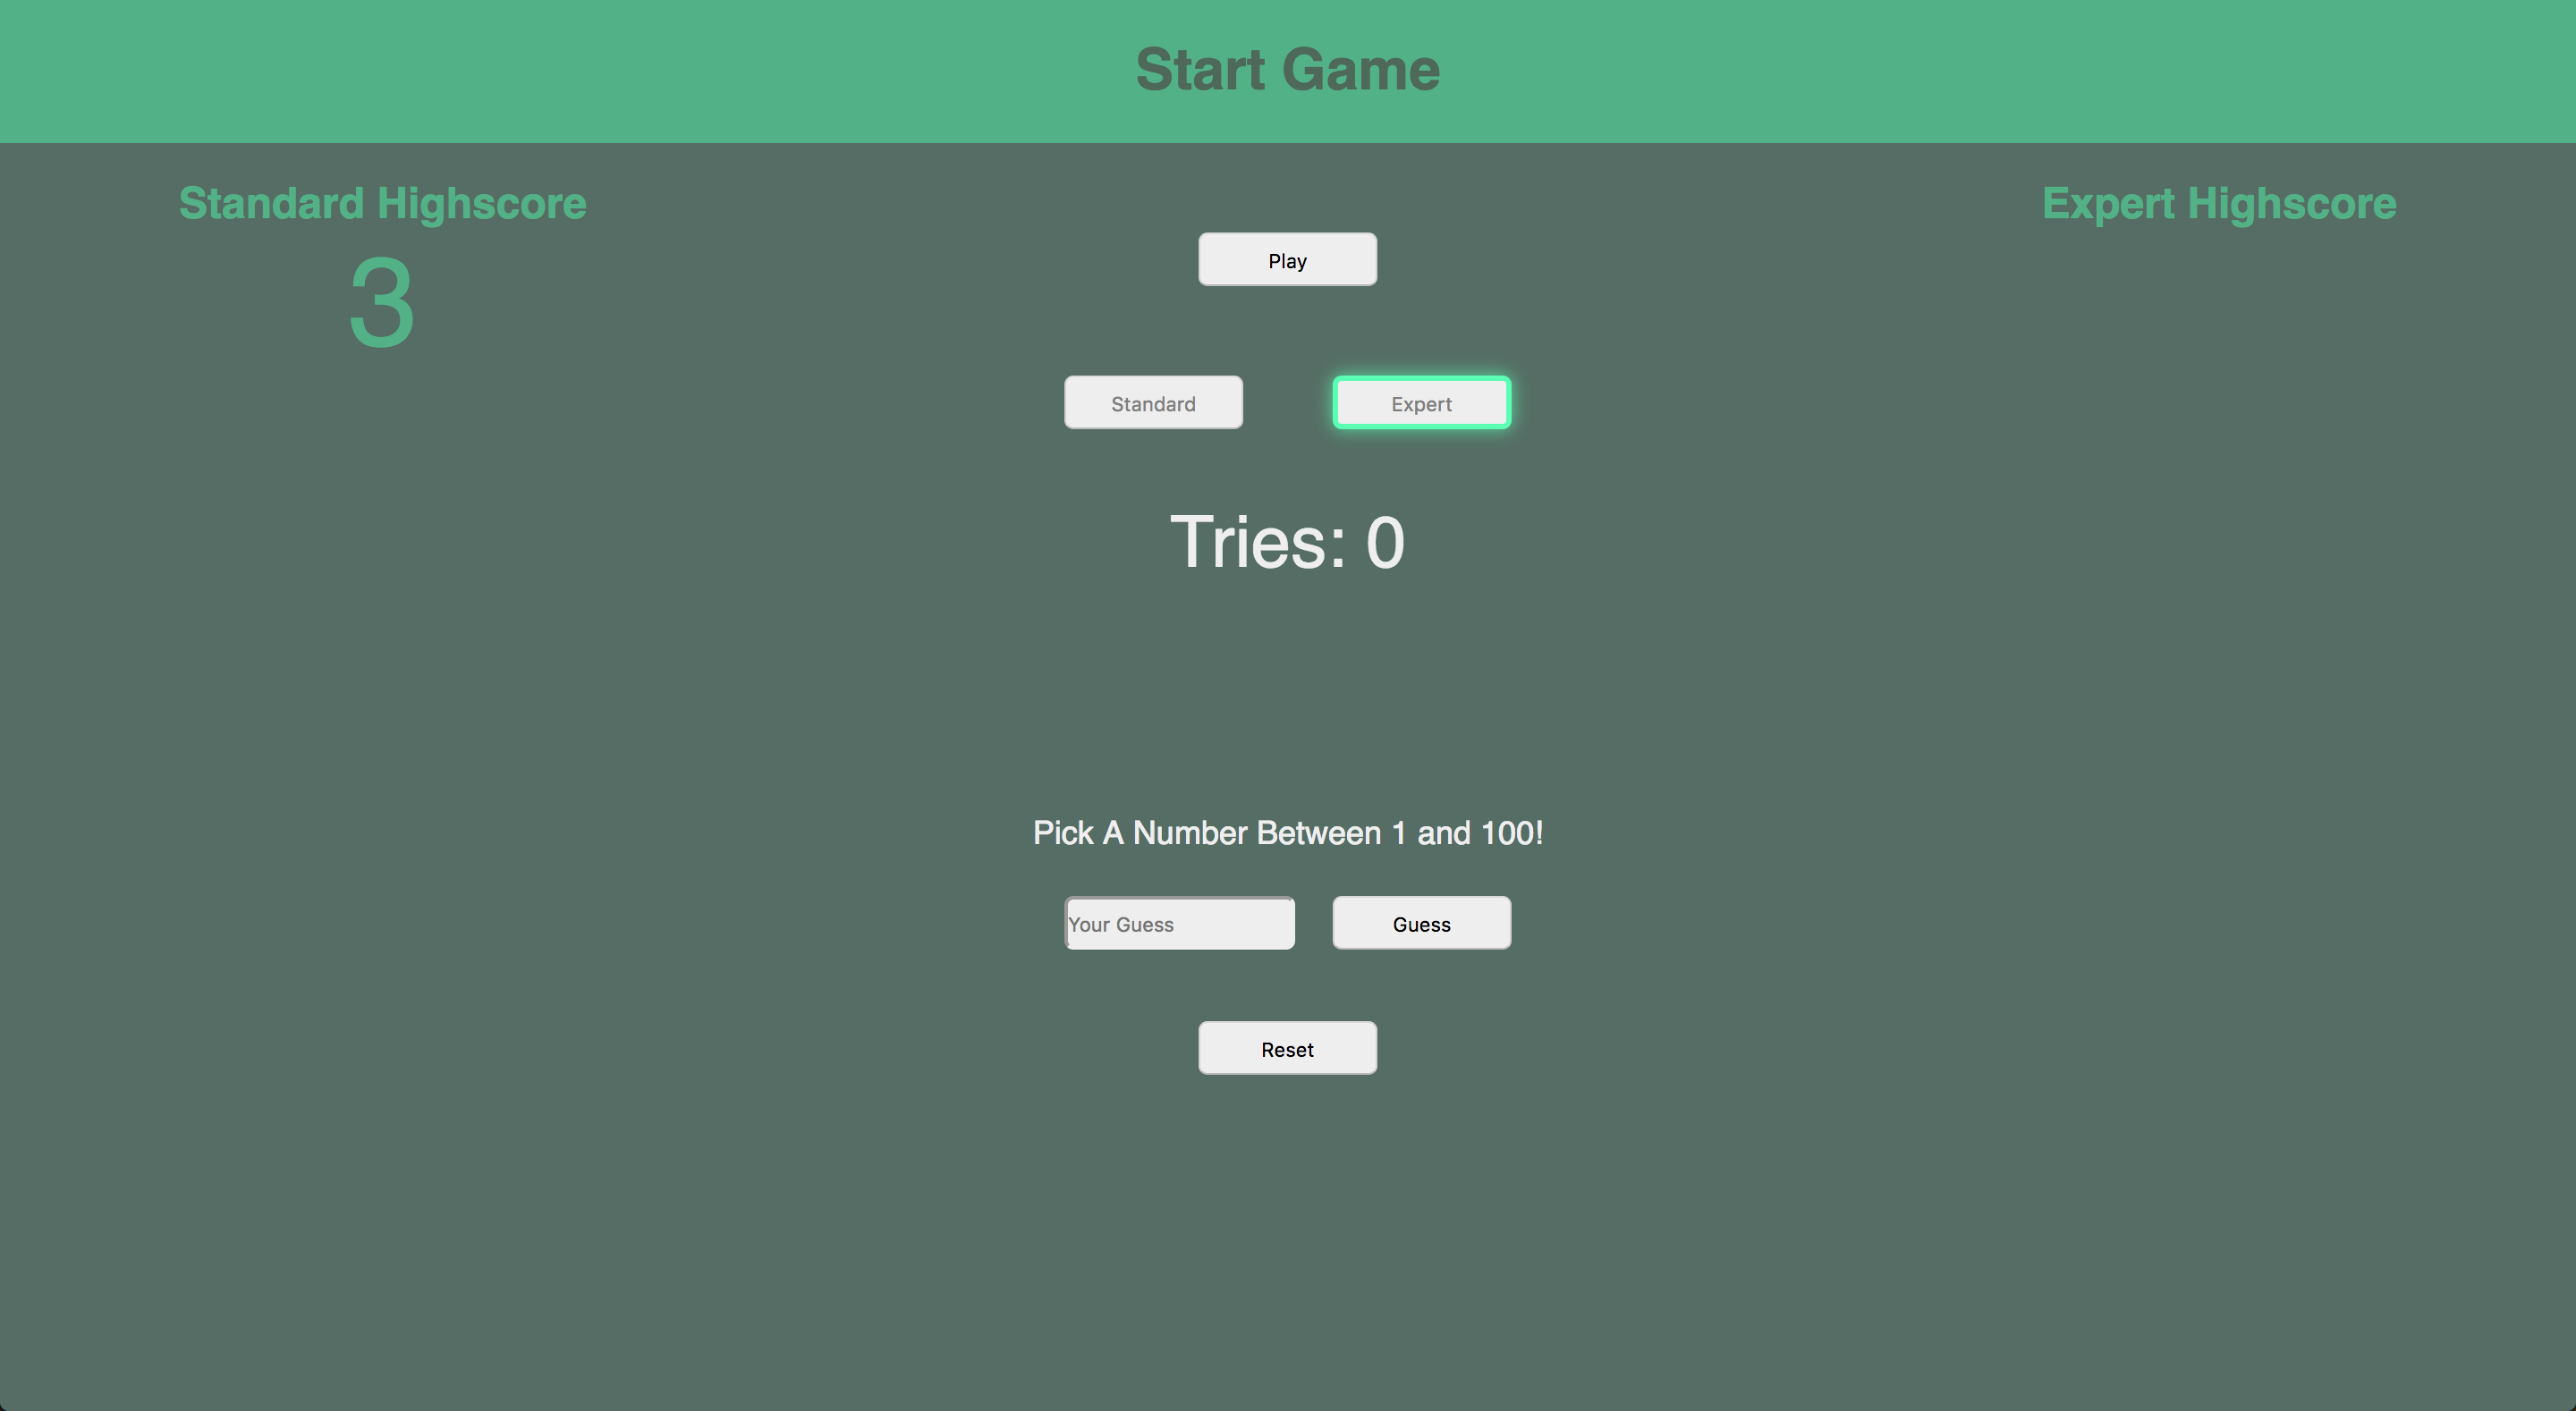 Start Game
Standard Highscore
3
Expert Highscore
Play
Standard
Expert
Tries: 0
Pick A Number Between 1 and 100!
Your Guess
Guess
Reset